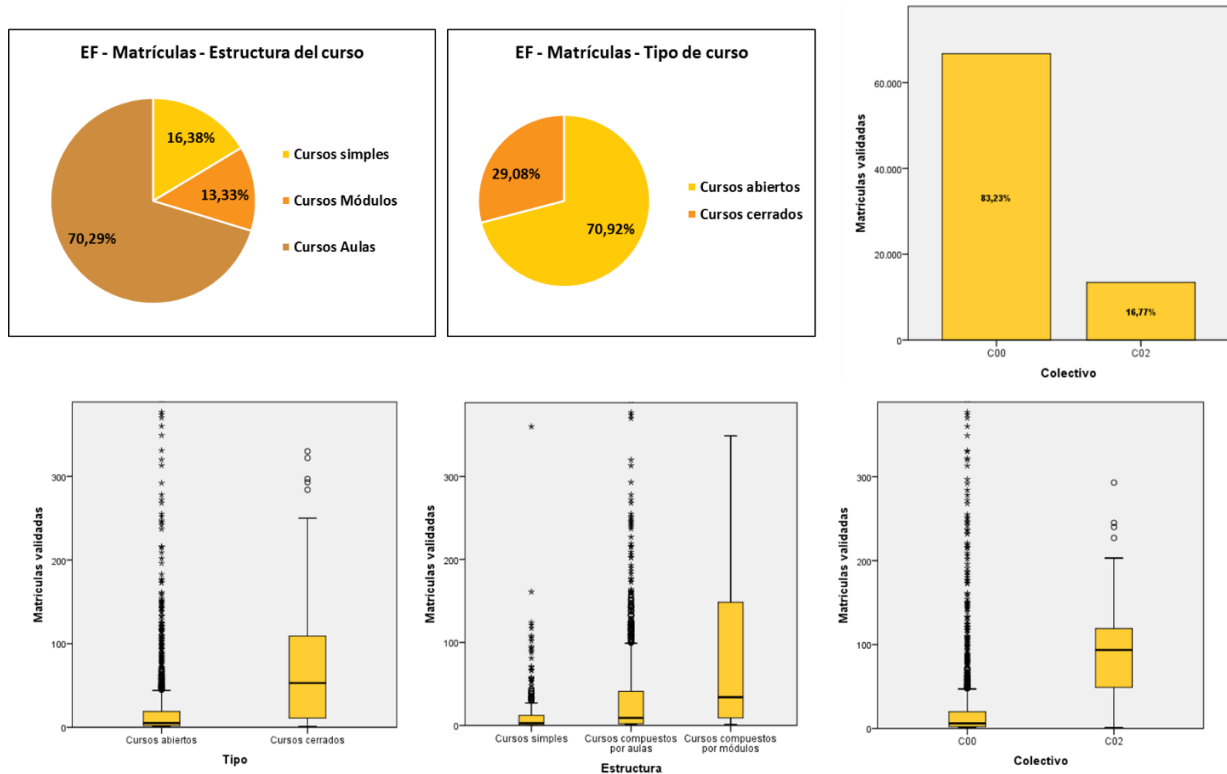 EF - Matrículas - Estructura del curso
16,38%
13,33%
70,29%
Cursos simples
Cursos Módulos
Cursos Aulas
EF - Matrículas - Tipo de curso
29,08%
70,92%
Cursos abiertos
Cursos cerrados
Matrículas validadas
60.000
40.000
20.000
0
83,23%
16,77%
C00
C02
Colectivo
Matrículas validadas
300
200
100
0
Cursos abiertos
Cursos cerrados
Tipo
Matrículas validadas
300
200
100
0
Cursos simples
Cursos compuestos
por aulas
Cursos compuestos
por módulos
Estructura
Matrículas validadas
300
200
100
0
C00
C02
Colectivo